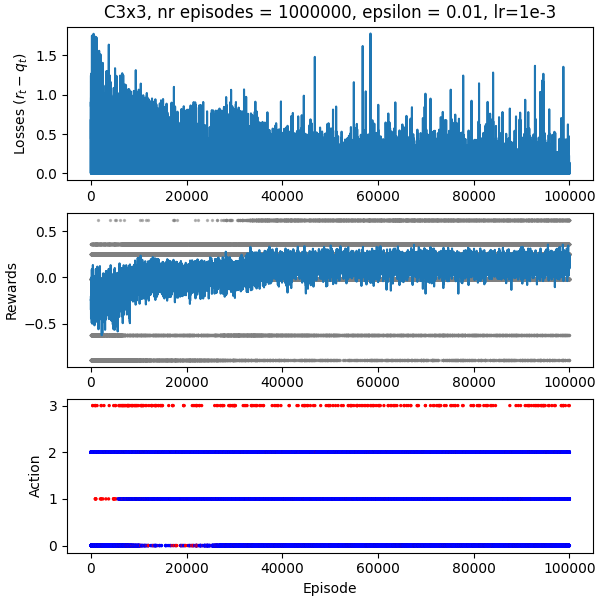 C3x3, nr episodes = 1000000, epsilon = 0.01, lr=1e-3
Losses (r_t − q_t)
1.5
1.0
0.5
0.0
0 20000 40000 60000 80000 100000
Rewards
0.5
0.0
−0.5
0 20000 40000 60000 80000 100000
Action
3
2
1
0
0 20000 40000 60000 80000 100000
Episode